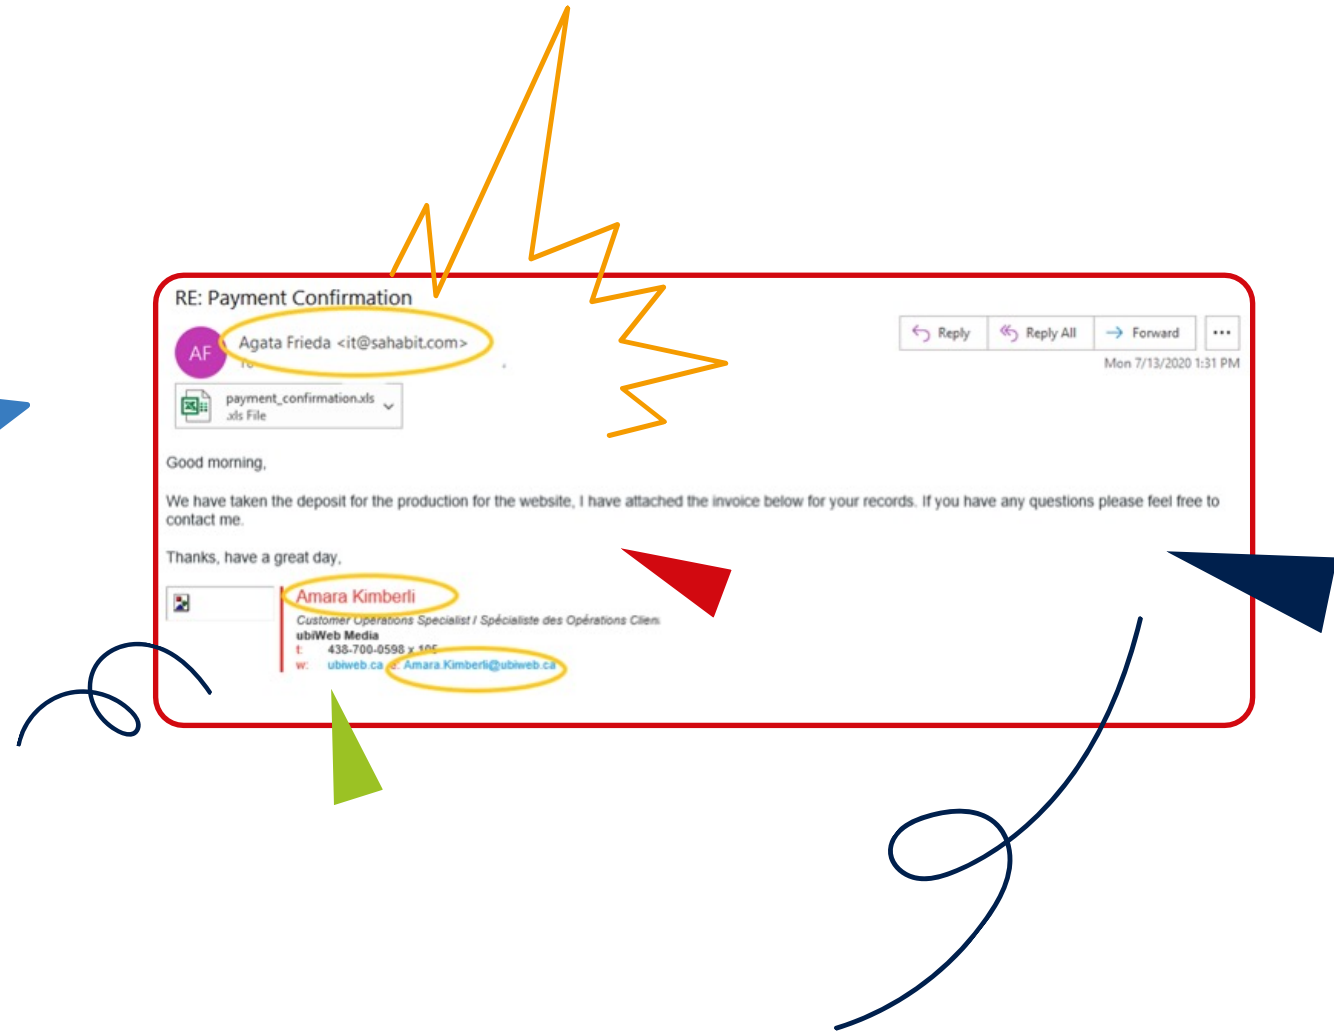 RE: Payment Confirmation
AF
Agata Frieda <it@sahabit.com>
Reply
Reply All
Forward
Mon 7/13/2020 1:31 PM
payment_confirmation.xls
.xls File
Good morning,
We have taken the deposit for the production for the website, I have attached the invoice below for your records. If you have any questions please feel free to
contact me.
Thanks, have a great day,
Amara Kimberli
Customer Operations Specialist / Spécialiste des Opérations Clien
ubiWeb Media
t: 438-700-0598 x 105
w: ubiweb.ca e: Amara.Kimberli@ubiweb.ca